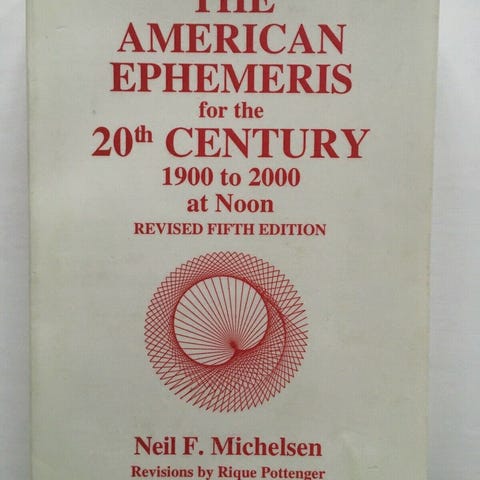 THE
AMERICAN
EPHEMERIS
for the
20th CENTURY
1900 to 2000
at Noon
REVISED FIFTH EDITION
Neil F. Michelsen
Revisions by Rique Pottenger